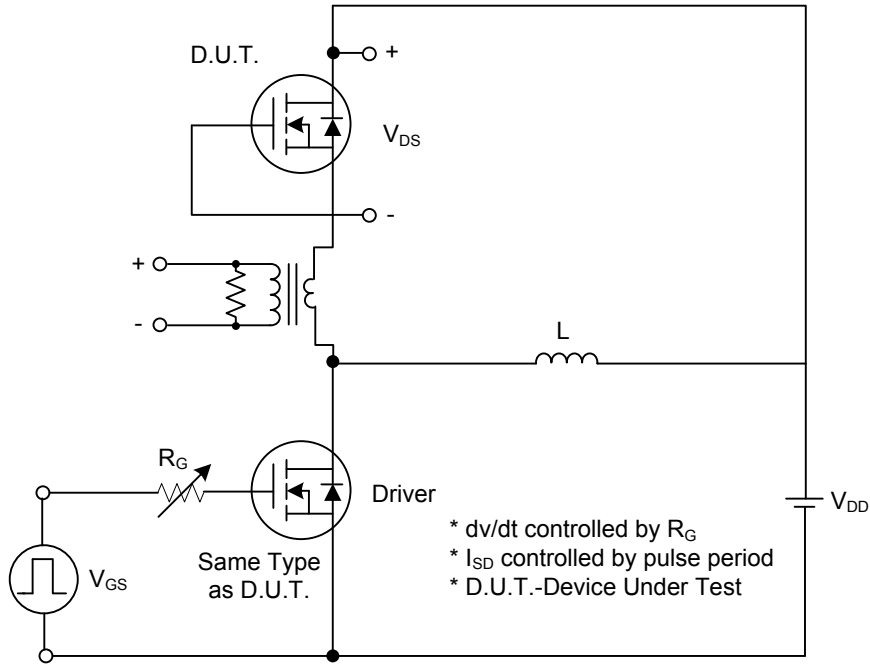 D.U.T.
+
V_DS
-
+
-
L
R_G
Driver
V_DD
Same Type
as D.U.T.
V_GS
* dv/dt controlled by R_G
* I_SD controlled by pulse period
* D.U.T.-Device Under Test